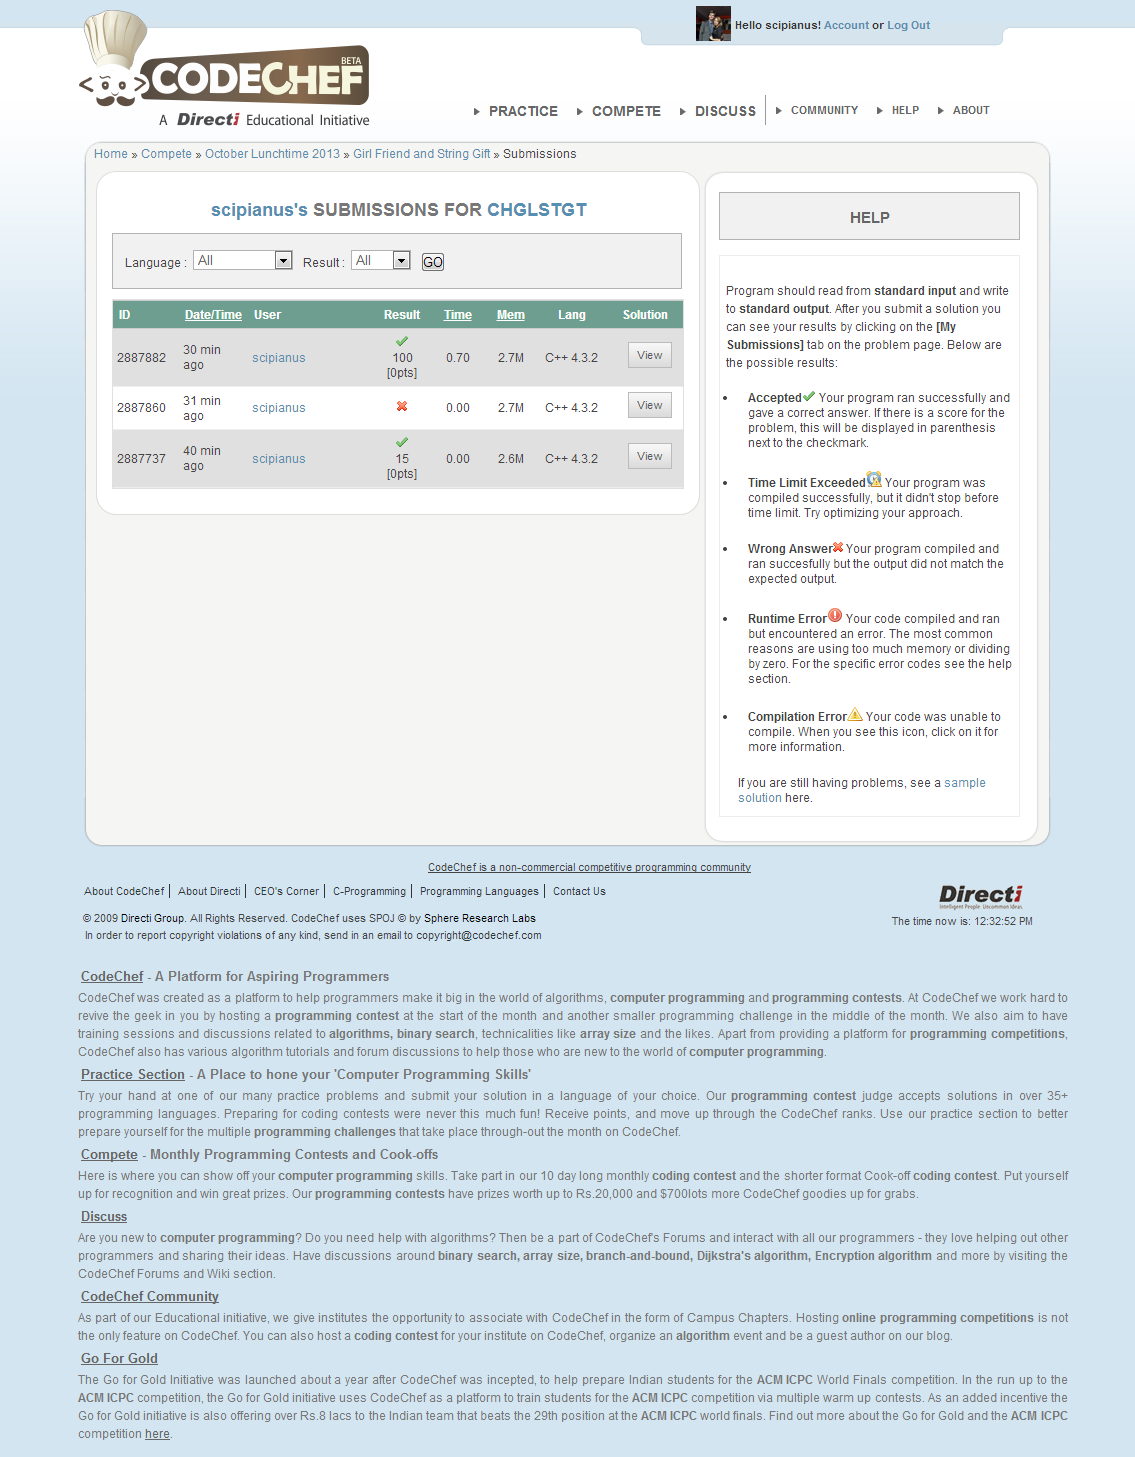 Hello scipianus! Account or Log Out
CODECHEF BETA
A Directi Educational Initiative
PRACTICE COMPETE DISCUSS COMMUNITY HELP ABOUT
Home » Compete » October Lunchtime 2013 » Girl Friend and String Gift » Submissions
scipianus's SUBMISSIONS FOR CHGLSTGT
Language : All Result : All GO
ID Date/Time User Result Time Mem Lang Solution
2887882 30 min ago scipianus 100 [0pts] 0.70 2.7M C++ 4.3.2 View
2887860 31 min ago scipianus 0.00 2.7M C++ 4.3.2 View
2887737 40 min ago scipianus 15 [0pts] 0.00 2.6M C++ 4.3.2 View
HELP
Program should read from standard input and write
to standard output. After you submit a solution you
can see your results by clicking on the [My
Submissions] tab on the problem page. Below are
the possible results:
Accepted Your program ran successfully and
gave a correct answer. If there is a score for the
problem, this will be displayed in parenthesis
next to the checkmark.
Time Limit Exceeded Your program was
compiled successfully, but it didn't stop before
time limit. Try optimizing your approach.
Wrong Answer Your program compiled and
ran succesfully but the output did not match the
expected output.
Runtime Error Your code compiled and ran
but encountered an error. The most common
reasons are using too much memory or dividing
by zero. For the specific error codes see the help
section.
Compilation Error Your code was unable to
compile. When you see this icon, click on it for
more information.
If you are still having problems, see a sample
solution here.
CodeChef is a non-commercial competitive programming community
About CodeChef | About Directi | CEO's Corner | C-Programming | Programming Languages | Contact Us
Directi
Intelligent People. Uncommon Ideas.
© 2009 Directi Group. All Rights Reserved. CodeChef uses SPOJ © by Sphere Research Labs
The time now is: 12:32:52 PM
In order to report copyright violations of any kind, send in an email to copyright@codechef.com
CodeChef - A Platform for Aspiring Programmers
CodeChef was created as a platform to help programmers make it big in the world of algorithms, computer programming and programming contests. At CodeChef we work hard to
revive the geek in you by hosting a programming contest at the start of the month and another smaller programming challenge in the middle of the month. We also aim to have
training sessions and discussions related to algorithms, binary search, technicalities like array size and the likes. Apart from providing a platform for programming competitions,
CodeChef also has various algorithm tutorials and forum discussions to help those who are new to the world of computer programming.
Practice Section - A Place to hone your 'Computer Programming Skills'
Try your hand at one of our many practice problems and submit your solution in a language of your choice. Our programming contest judge accepts solutions in over 35+
programming languages. Preparing for coding contests were never this much fun! Receive points, and move up through the CodeChef ranks. Use our practice section to better
prepare yourself for the multiple programming challenges that take place through-out the month on CodeChef.
Compete - Monthly Programming Contests and Cook-offs
Here is where you can show off your computer programming skills. Take part in our 10 day long monthly coding contest and the shorter format Cook-off coding contest. Put yourself
up for recognition and win great prizes. Our programming contests have prizes worth up to Rs.20,000 and $700lots more CodeChef goodies up for grabs.
Discuss
Are you new to computer programming? Do you need help with algorithms? Then be a part of CodeChef's Forums and interact with all our programmers - they love helping out other
programmers and sharing their ideas. Have discussions around binary search, array size, branch-and-bound, Dijkstra's algorithm, Encryption algorithm and more by visiting the
CodeChef Forums and Wiki section.
CodeChef Community
As part of our Educational initiative, we give institutes the opportunity to associate with CodeChef in the form of Campus Chapters. Hosting online programming competitions is not
the only feature on CodeChef. You can also host a coding contest for your institute on CodeChef, organize an algorithm event and be a guest author on our blog.
Go For Gold
The Go for Gold Initiative was launched about a year after CodeChef was incepted, to help prepare Indian students for the ACM ICPC World Finals competition. In the run up to the
ACM ICPC competition, the Go for Gold initiative uses CodeChef as a platform to train students for the ACM ICPC competition via multiple warm up contests. As an added incentive the
Go for Gold initiative is also offering over Rs.8 lacs to the Indian team that beats the 29th position at the ACM ICPC world finals. Find out more about the Go for Gold and the ACM ICPC
competition here.